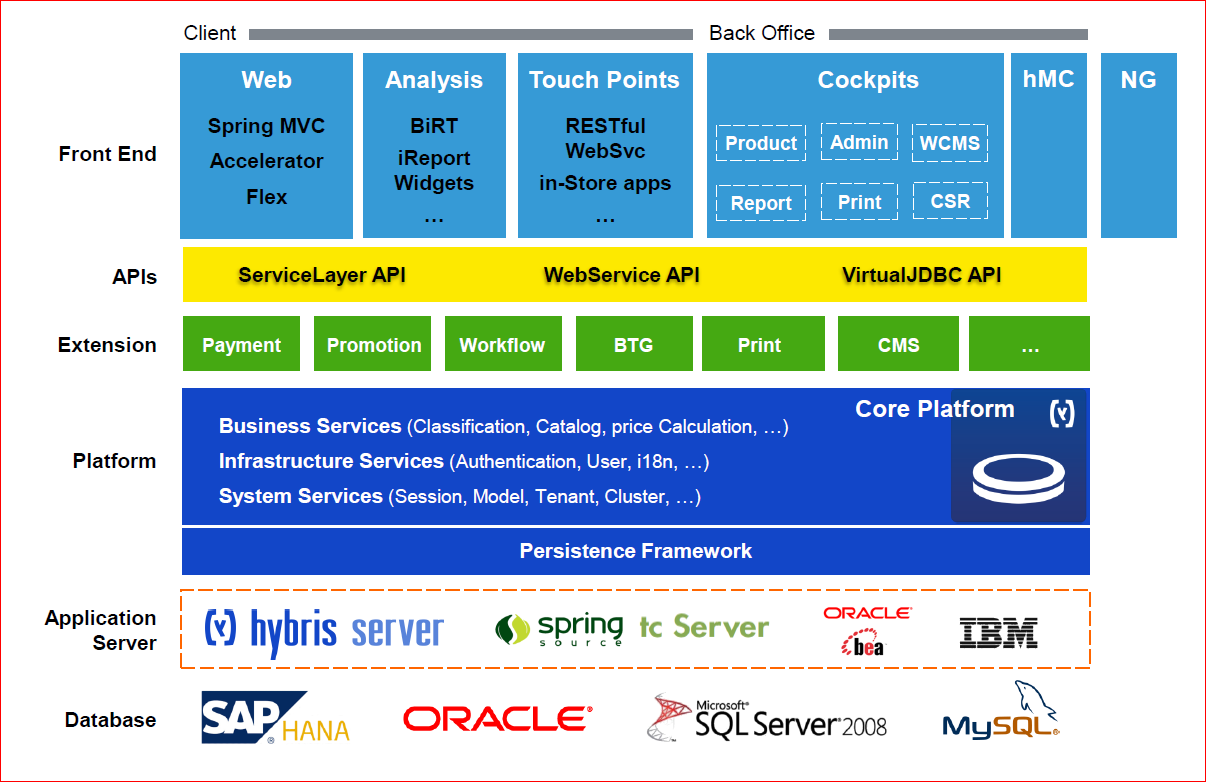 Client
Back Office
Front End
Web
Spring MVC
Accelerator
Flex
Analysis
BiRT
iReport
Widgets
…
Touch Points
RESTful
WebSvc
in-Store apps
…
Cockpits
Product
Admin
WCMS
Report
Print
CSR
hMC
NG
APIs
ServiceLayer API
WebService API
VirtualJDBC API
Extension
Payment
Promotion
Workflow
BTG
Print
CMS
…
Platform
Core Platform
Business Services (Classification, Catalog, price Calculation, …)
Infrastructure Services (Authentication, User, i18n, …)
System Services (Session, Model, Tenant, Cluster, …)
Persistence Framework
Application
Server
(y) hybris server
spring
source
tc Server
ORACLE®
bea
IBM
Database
SAP® HANA
ORACLE®
Microsoft®
SQL Server® 2008
MySQL®